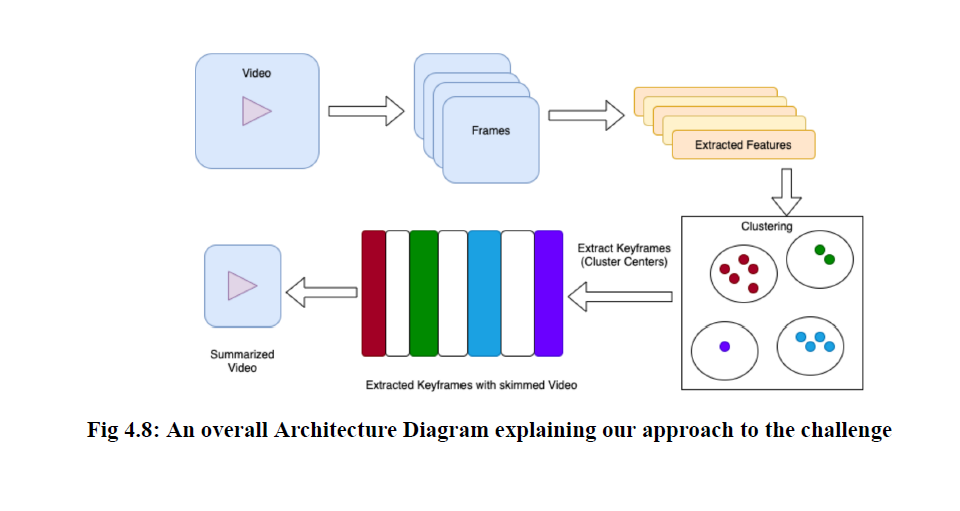 Video
Frames
Extracted Features
Clustering
Extract Keyframes
(Cluster Centers)
Extracted Keyframes with skimmed Video
Summarized
Video
Fig 4.8: An overall Architecture Diagram explaining our approach to the challenge